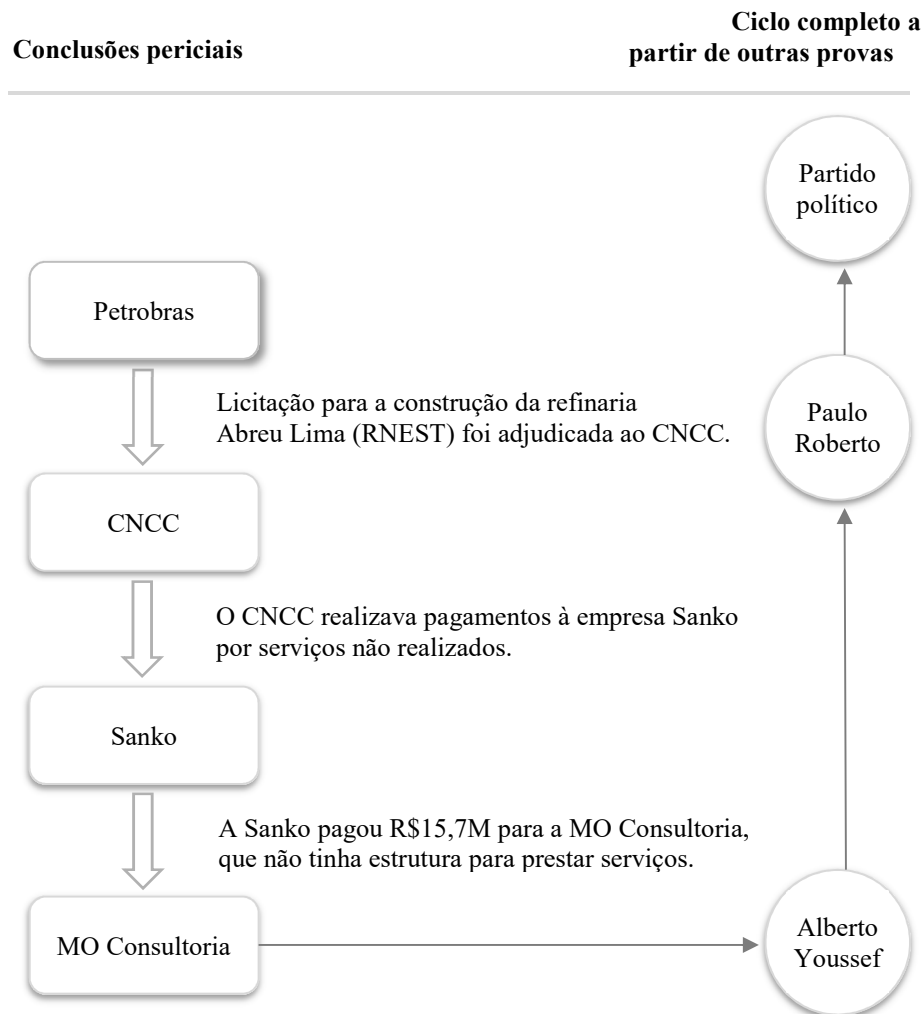 Conclusões periciais
Ciclo completo a
partir de outras provas
Partido
político
Petrobras
Licitação para a construção da refinaria
Abreu Lima (RNEST) foi adjudicada ao CNCC.
Paulo
Roberto
CNCC
O CNCC realizava pagamentos à empresa Sanko
por serviços não realizados.
Sanko
A Sanko pagou R$15,7M para a MO Consultoria,
que não tinha estrutura para prestar serviços.
MO Consultoria
Alberto
Youssef